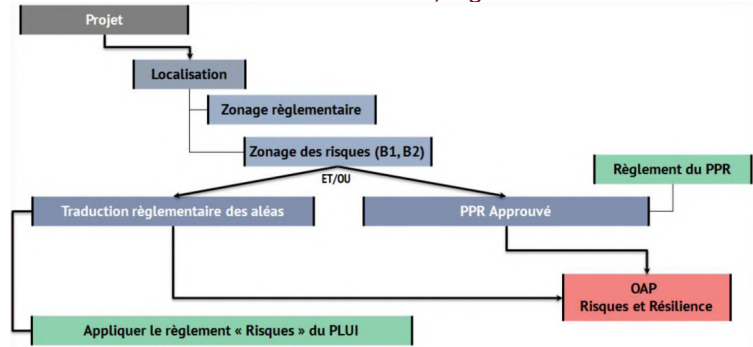 Projet
Localisation
Zonage règlementaire
Zonage des risques (B1, B2)
ET/OU
Règlement du PPR
Traduction règlementaire des aléas
PPR Approuvé
OAP
Risques et Résilience
Appliquer le règlement « Risques » du PLUI